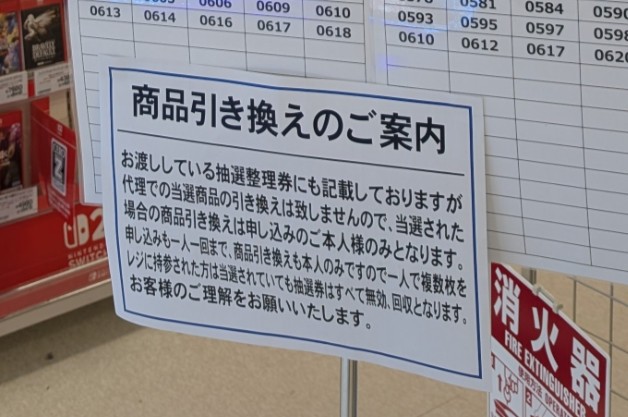 0606 0609 0610
0613 0614 0616 0617 0618
0581 0584
0593 0595 0597
0610 0612 0617
商品引き換えのご案内
お渡ししている抽選整理券にも記載しておりますが
代理での当選商品の引き換えは致しませんので、当選された
場合の商品引き換えは申し込みのご本人様のみとなります。
申し込みも一人一回まで、商品引き換えも本人のみですので一人で複数枚を
レジに持参された方は当選されていても抽選券はすべて無効、回収となります。
お客様のご理解をお願いいたします。
消火器
FIRE EXTINGUISHER
2
NINTENDO
SWITCH